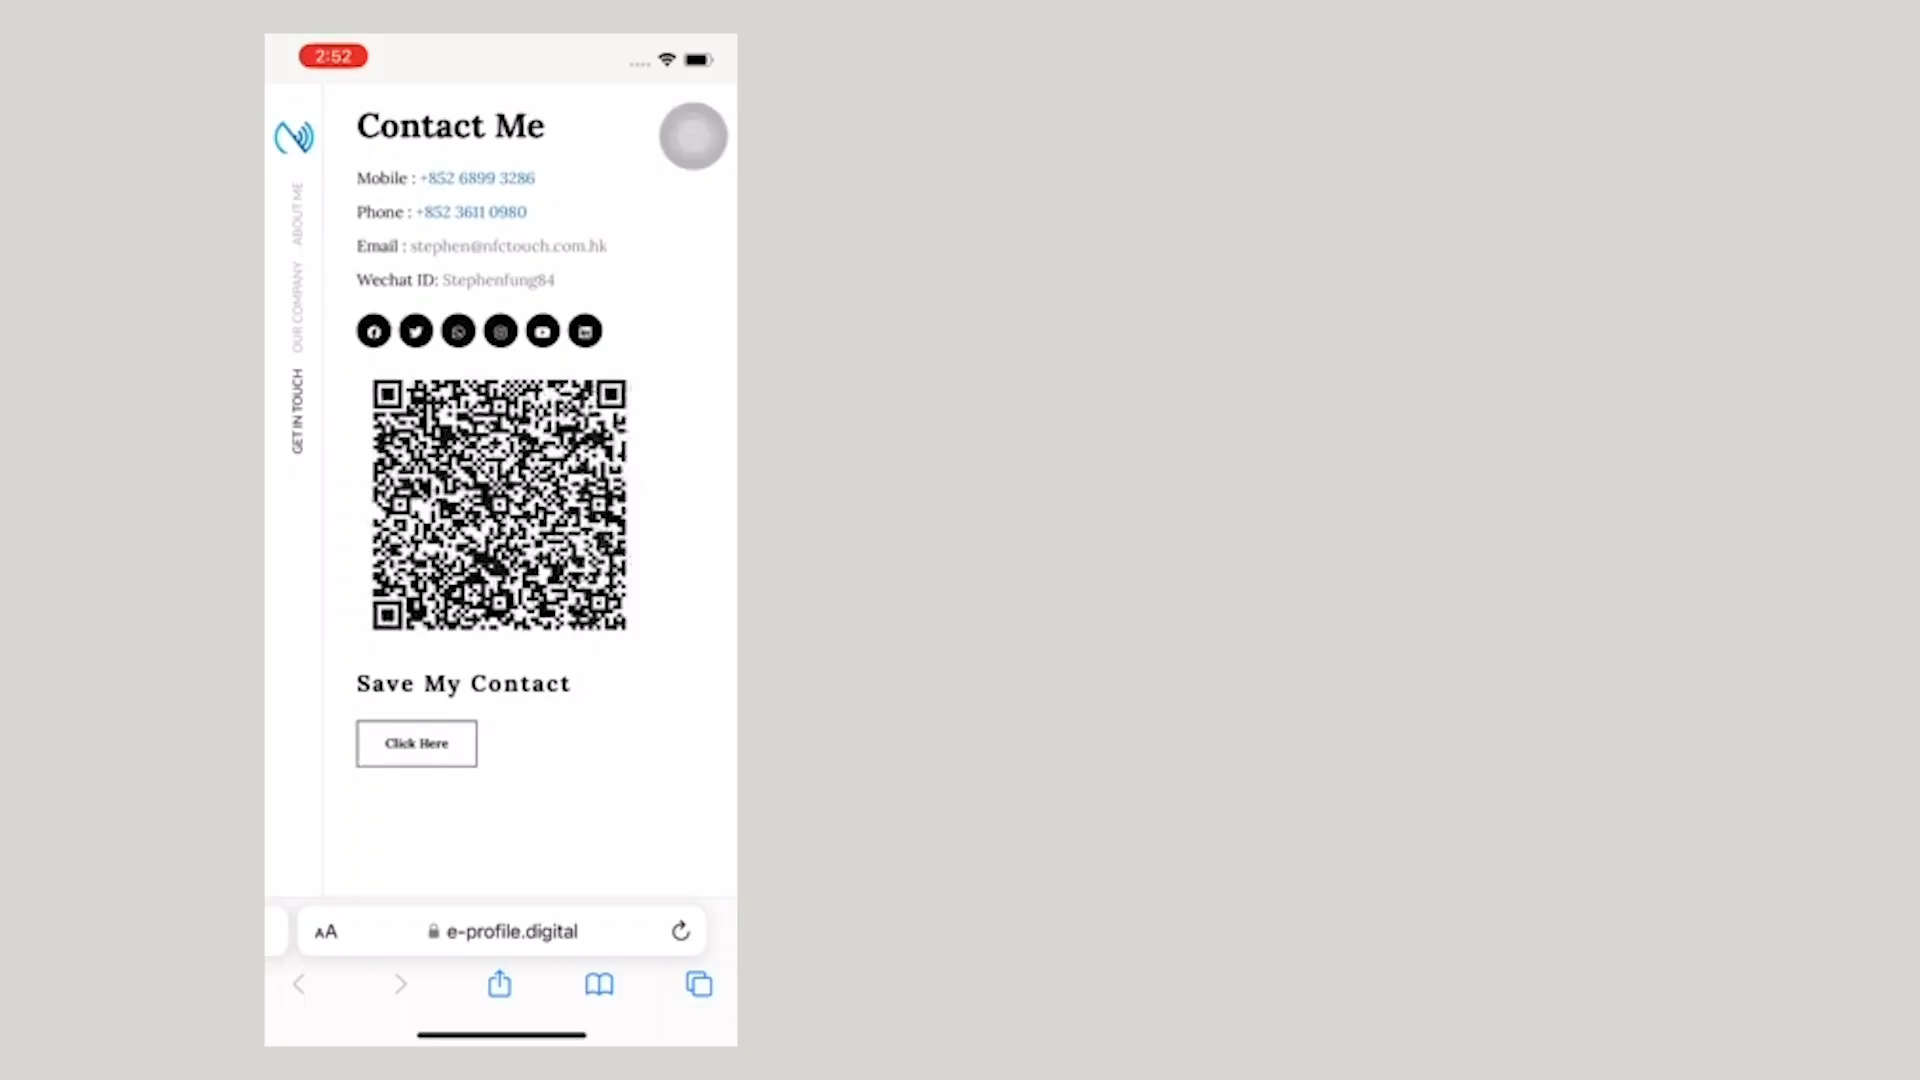 2:52
Contact Me
Mobile : +852 6899 3286
Phone : +852 3611 0980
Email : stephen@nfctouch.com.hk
Wechat ID: Stephenfung84
ABOUT ME
OUR COMPANY
GET IN TOUCH
Save My Contact
Click Here
AA
e-profile.digital